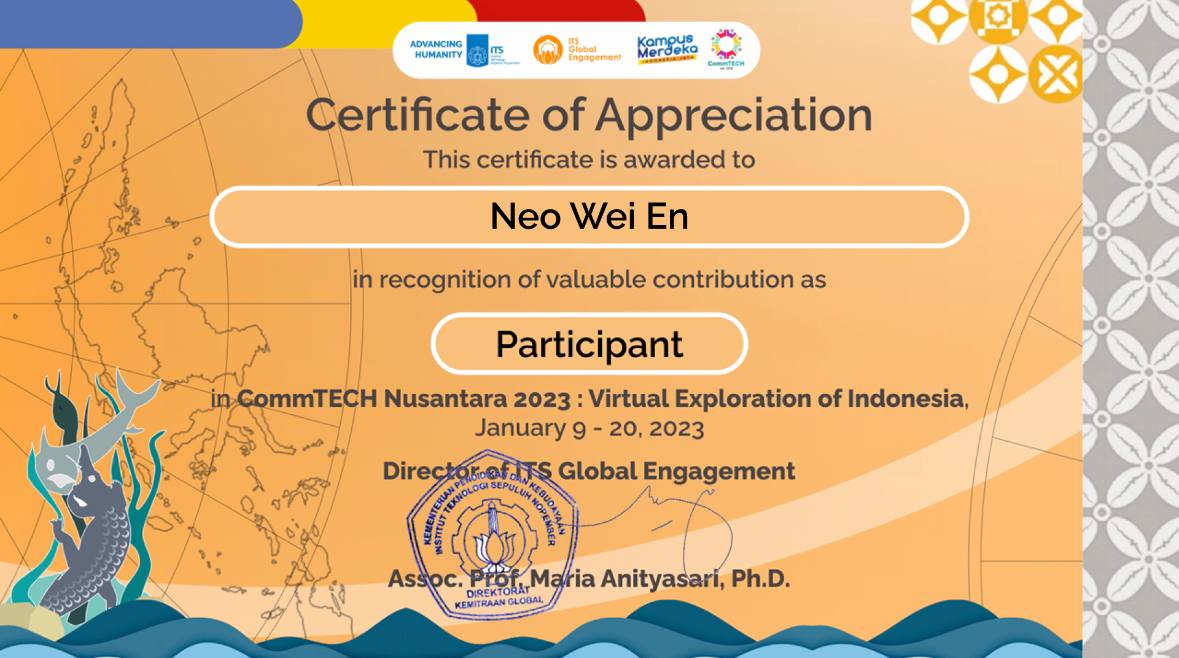 ADVANCING
HUMANITY
ITS
ITS
Global
Engagement
Kampus
Merdeka
INDONESIA JAYA
CommTECH
Certificate of Appreciation
This certificate is awarded to
Neo Wei En
in recognition of valuable contribution as
Participant
in CommTECH Nusantara 2023 : Virtual Exploration of Indonesia,
January 9 - 20, 2023
Director of ITS Global Engagement
KEMENTERIAN PENDIDIKAN DAN KEBUDAYAAN
INSTITUT TEKNOLOGI SEPULUH NOPEMBER
Assoc. Prof. Maria Anityasari, Ph.D.
DIREKTORAT
KEMITRAAN GLOBAL